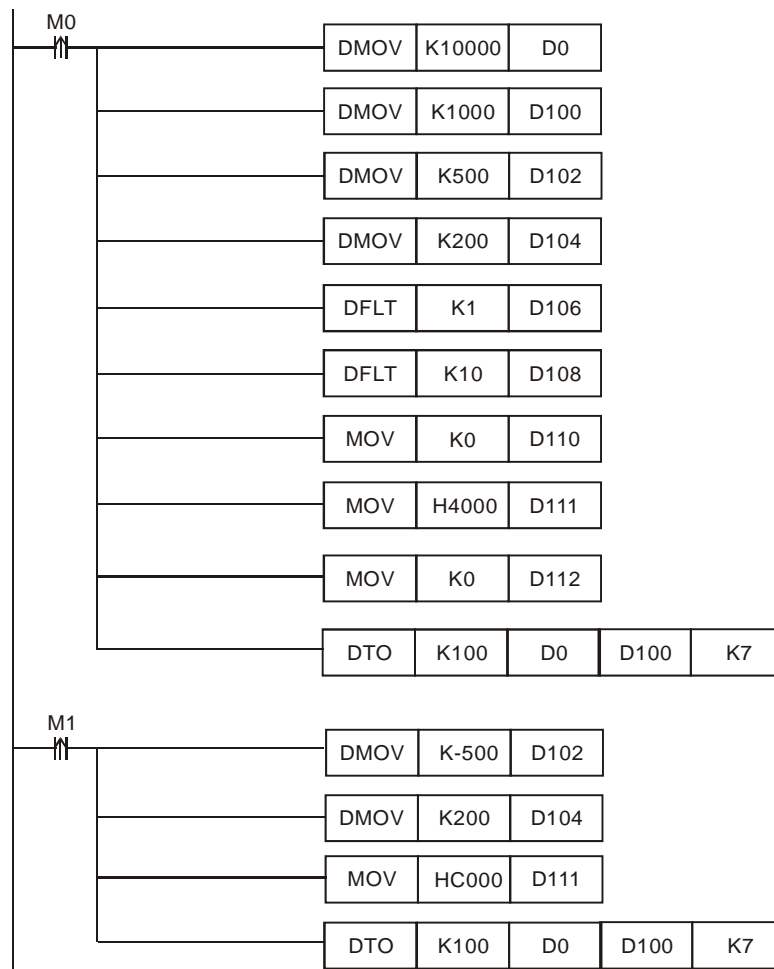 M0
DMOV K10000 D0
DMOV K1000 D100
DMOV K500 D102
DMOV K200 D104
DFLT K1 D106
DFLT K10 D108
MOV K0 D110
MOV H4000 D111
MOV K0 D112
DTO K100 D0 D100 K7
M1
DMOV K-500 D102
DMOV K200 D104
MOV HC000 D111
DTO K100 D0 D100 K7